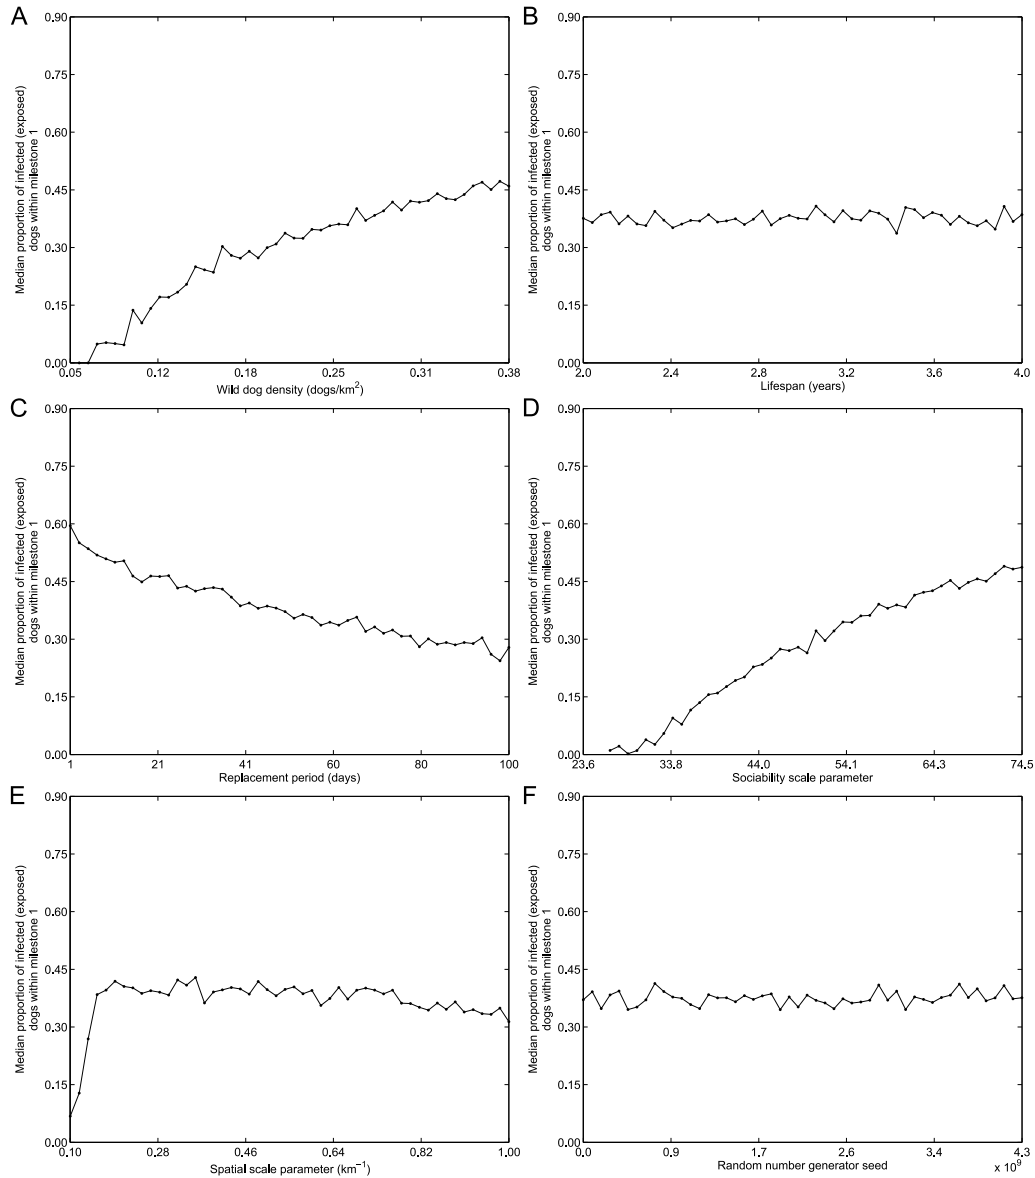 A
Median proportion of infected (exposed)
dogs within milestone 1
0.90
0.75
0.60
0.45
0.30
0.15
0.00
0.05 0.12 0.18 0.25 0.31 0.38
Wild dog density (dogs/km²)
B
Median proportion of infected (exposed)
dogs within milestone 1
0.90
0.75
0.60
0.45
0.30
0.15
0.00
2.0 2.4 2.8 3.2 3.6 4.0
Lifespan (years)
C
Median proportion of infected (exposed)
dogs within milestone 1
0.90
0.75
0.60
0.45
0.30
0.15
0.00
1 21 41 60 80 100
Replacement period (days)
D
Median proportion of infected (exposed)
dogs within milestone 1
0.90
0.75
0.60
0.45
0.30
0.15
0.00
23.6 33.8 44.0 54.1 64.3 74.5
Sociability scale parameter
E
Median proportion of infected (exposed)
dogs within milestone 1
0.90
0.75
0.60
0.45
0.30
0.15
0.00
0.10 0.28 0.46 0.64 0.82 1.00
Spatial scale parameter (km⁻¹)
F
Median proportion of infected (exposed)
dogs within milestone 1
0.90
0.75
0.60
0.45
0.30
0.15
0.00
0.0 0.9 1.7 2.6 3.4 4.3
Random number generator seed
x 10⁹